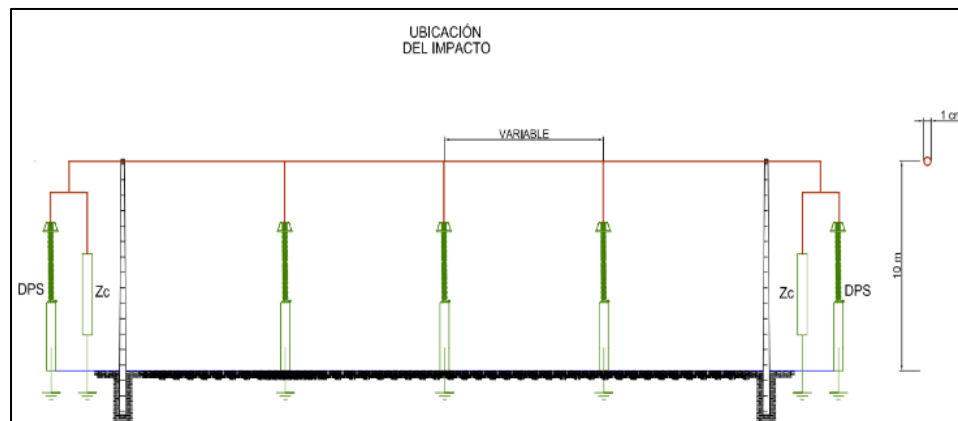 UBICACIÓN
DEL IMPACTO
1 cm
VARIABLE
10 m
DPS
Zc
Zc
DPS